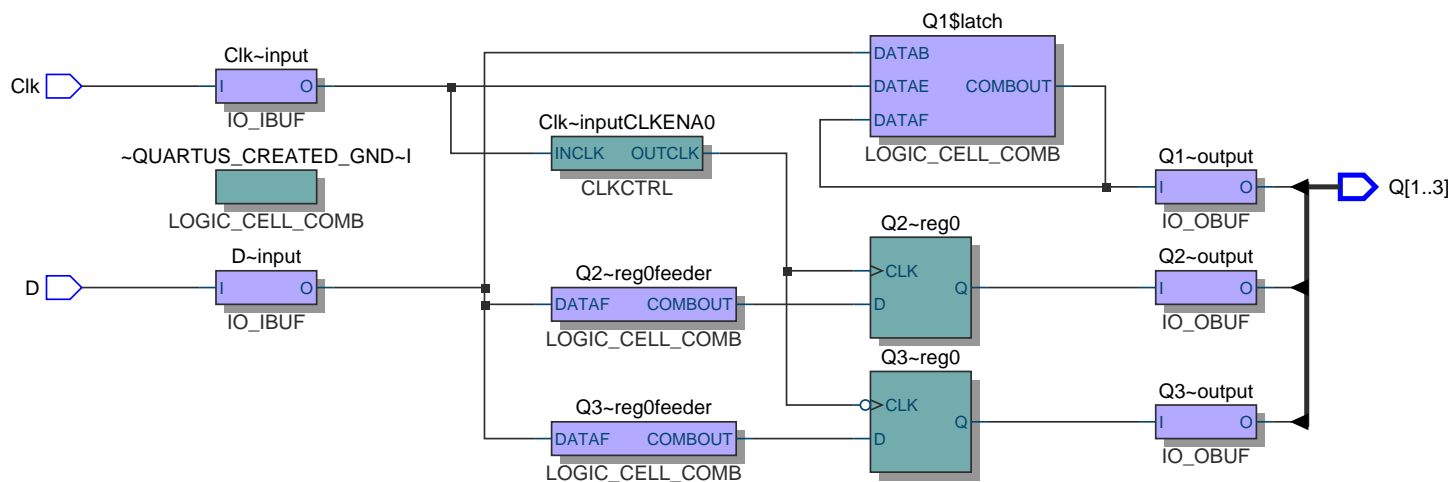 Q1$latch
Clk~input
DATAB
Clk
I
O
DATAE
COMBOUT
IO_IBUF
Clk~inputCLKENA0
DATAF
~QUARTUS_CREATED_GND~I
INCLK
OUTCLK
LOGIC_CELL_COMB
Q1~output
CLKCTRL
I
O
Q[1..3]
LOGIC_CELL_COMB
IO_OBUF
Q2~reg0
D~input
Q2~reg0feeder
CLK
Q2~output
D
I
O
DATAF
COMBOUT
D
Q
I
O
IO_IBUF
LOGIC_CELL_COMB
IO_OBUF
Q3~reg0
Q3~reg0feeder
CLK
Q3~output
DATAF
COMBOUT
D
Q
I
O
LOGIC_CELL_COMB
IO_OBUF